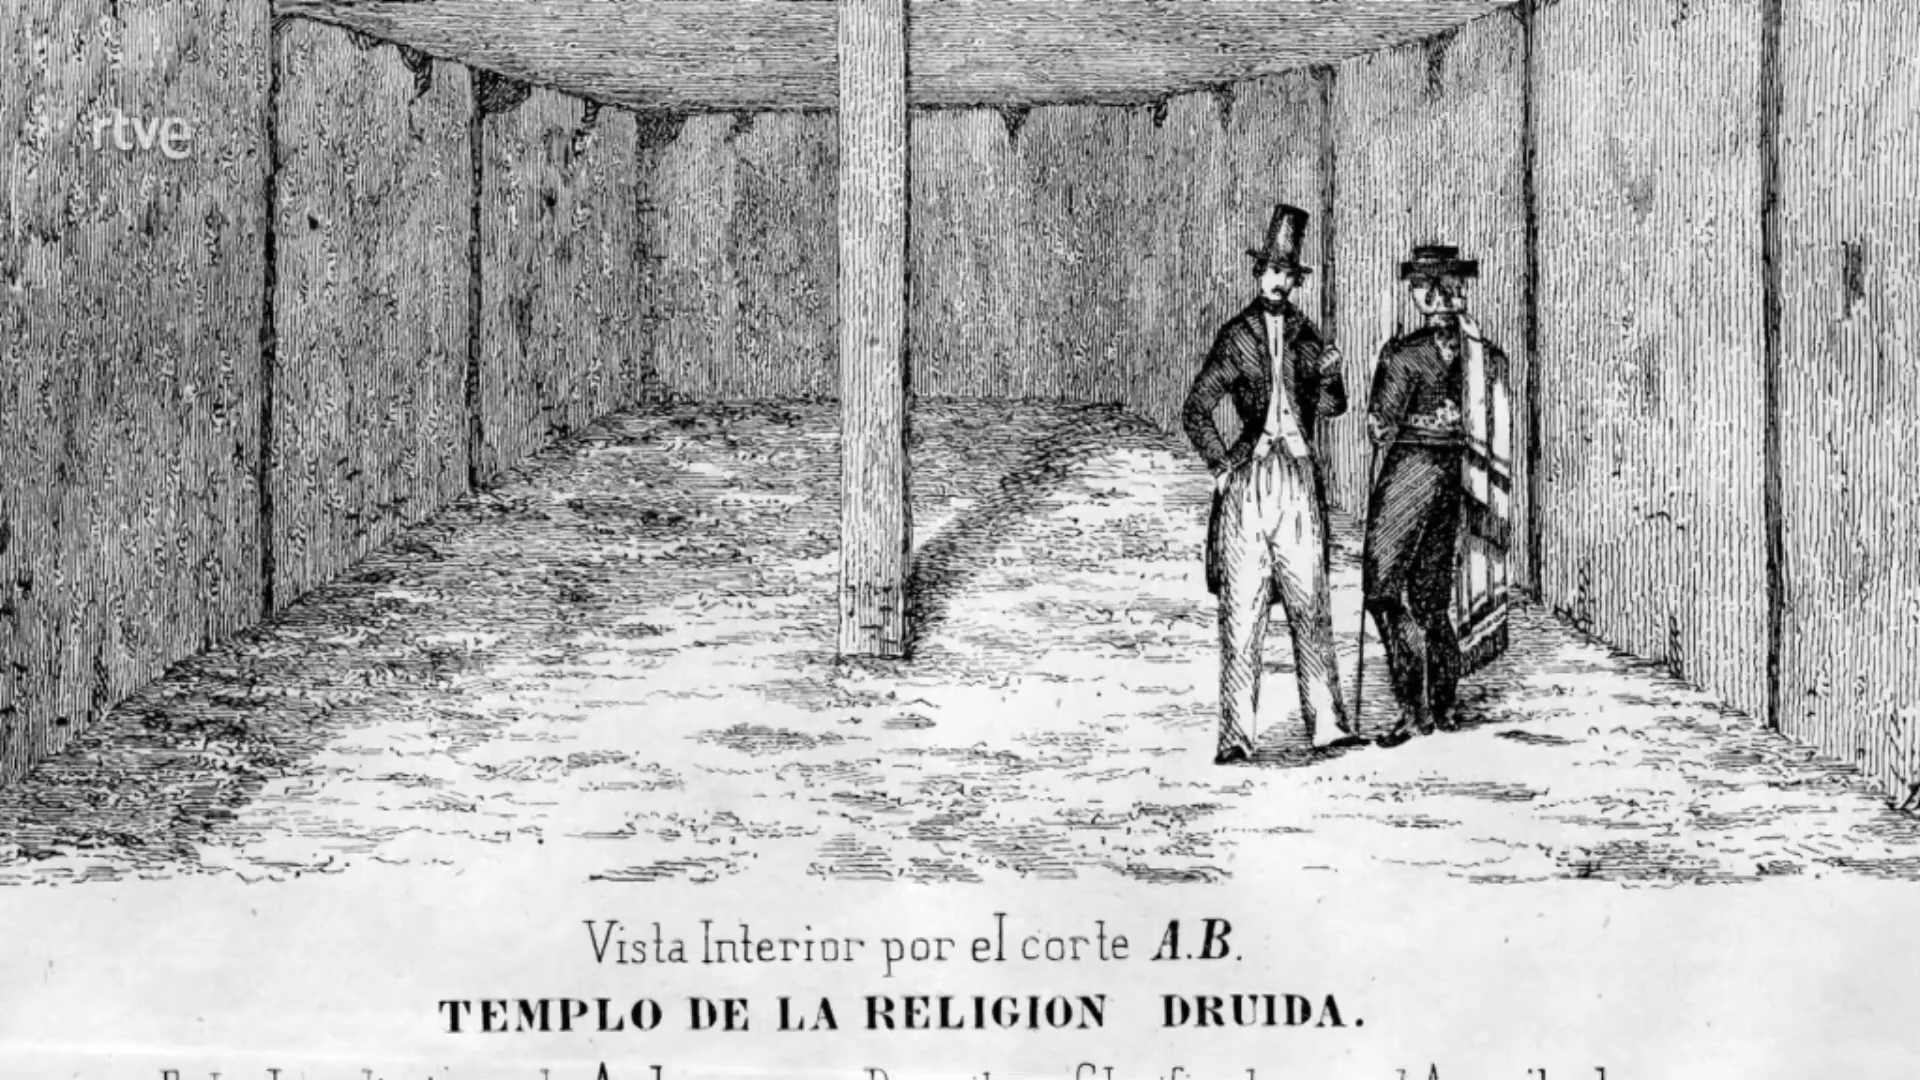 rtve
Vista Interior por el corte A.B.
TEMPLO DE LA RELIGION DRUIDA.